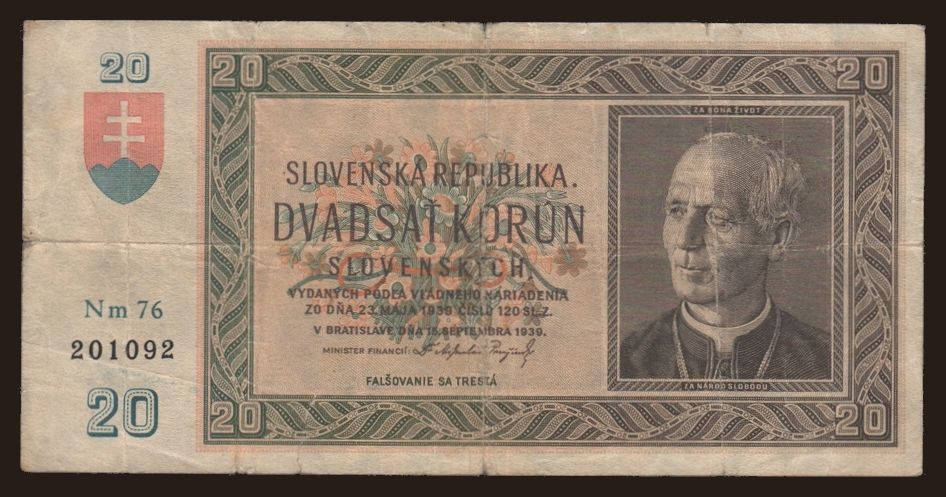 20
20
20
ZA BOHA ŽIVOT
SLOVENSKÁ REPUBLIKA.
DVADSAŤ KORÚN
SLOVENSKÝCH,
VYDANÝCH PODĽA VLÁDNEHO NARIADENIA
ZO DŇA 23. MÁJA 1939 ČÍSLO 120 SL. Z.
V BRATISLAVE DŇA 15. SEPTEMBRA 1939.
MINISTER FINANCIÍ:
FALŠOVANIE SA TRESTÁ
ZA NÁROD SLOBODU
Nm 76
201092
20
20
20